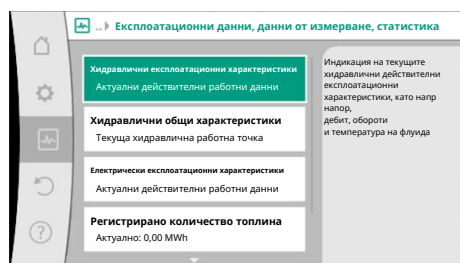 ..▶ Експлоатационни данни, данни от измерване, статистика
Хидравлични експлоатационни характеристики
Актуални действителни работни данни
Хидравлични общи характеристики
Текуща хидравлична работна точка
Електрически експлоатационни характеристики
Актуални действителни работни данни
Регистрирано количество топлина
Актуално: 0,00 MWh
Индикация на текущите
хидравлични действителни
експлоатационни
характеристики, като напр
напор,
дебит, обороти
и температура на флуида
?